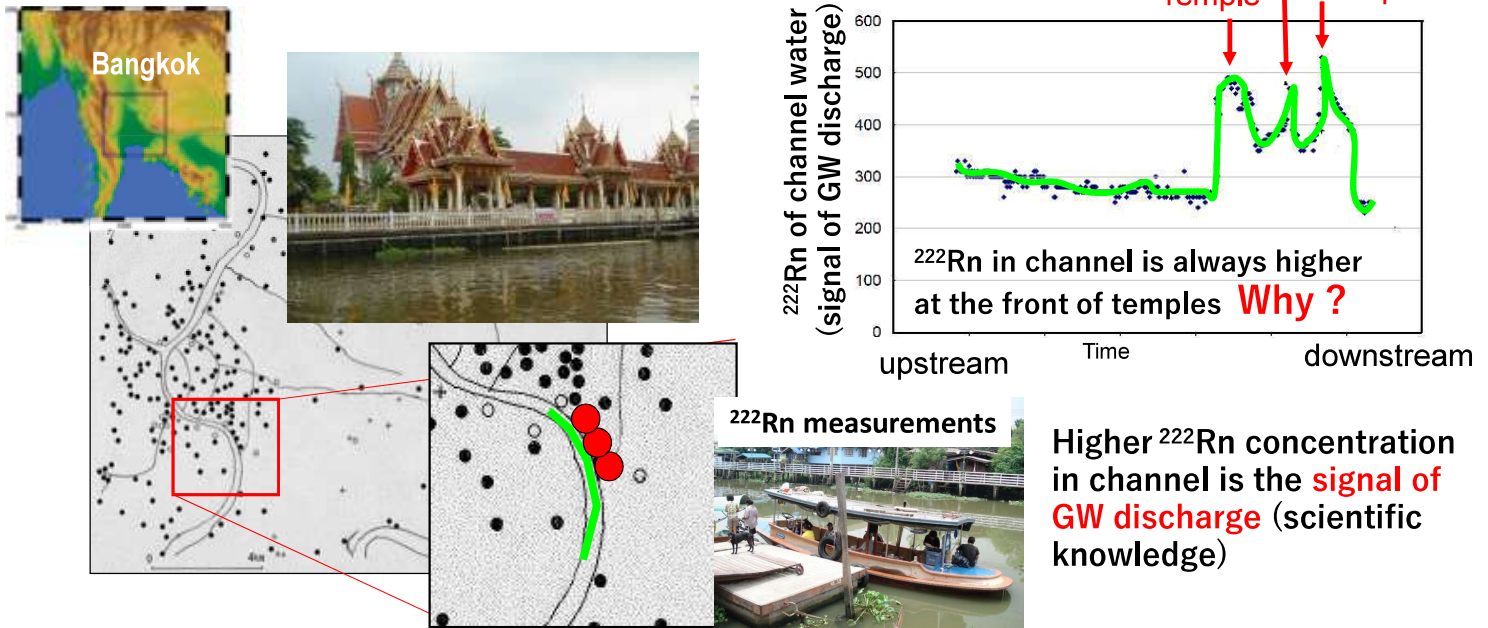 Bangkok
Temple
²²²Rn of channel water
(signal of GW discharge)
600
500
400
300
200
100
0
²²²Rn in channel is always higher
at the front of temples Why ?
upstream
Time
downstream
0 4km
²²²Rn measurements
Higher ²²²Rn concentration
in channel is the signal of
GW discharge (scientific
knowledge)